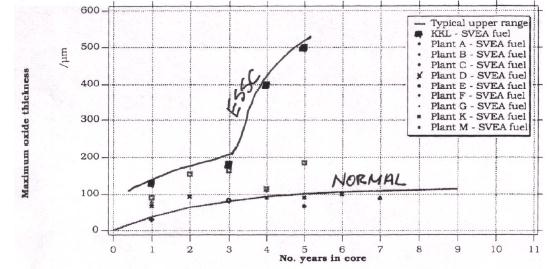 600
500
400
300
200
100
0
/μm
Maximum oxide thickness
ESSC
NORMAL
Typical upper range
KKL - SVEA fuel
Plant A - SVEA fuel
Plant B - SVEA fuel
Plant C - SVEA fuel
Plant D - SVEA fuel
Plant E - SVEA fuel
Plant F - SVEA fuel
Plant G - SVEA fuel
Plant K - SVEA fuel
Plant M - SVEA fuel
0 1 2 3 4 5 6 7 8 9 10 11
No. years in core